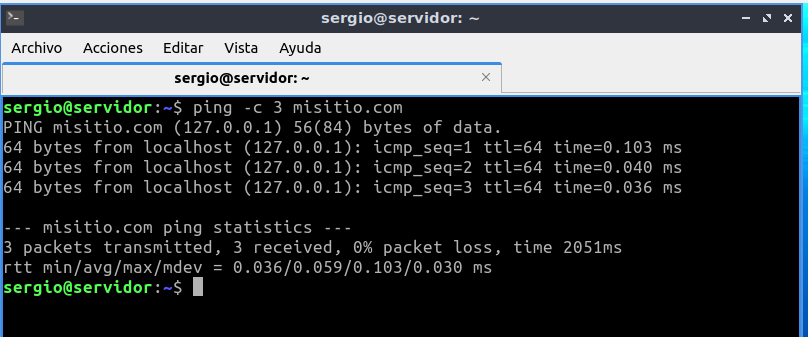 sergio@servidor: ~
Archivo Acciones Editar Vista Ayuda
sergio@servidor: ~
sergio@servidor:~$ ping -c 3 misitio.com
PING misitio.com (127.0.0.1) 56(84) bytes of data.
64 bytes from localhost (127.0.0.1): icmp_seq=1 ttl=64 time=0.103 ms
64 bytes from localhost (127.0.0.1): icmp_seq=2 ttl=64 time=0.040 ms
64 bytes from localhost (127.0.0.1): icmp_seq=3 ttl=64 time=0.036 ms
--- misitio.com ping statistics ---
3 packets transmitted, 3 received, 0% packet loss, time 2051ms
rtt min/avg/max/mdev = 0.036/0.059/0.103/0.030 ms
sergio@servidor:~$